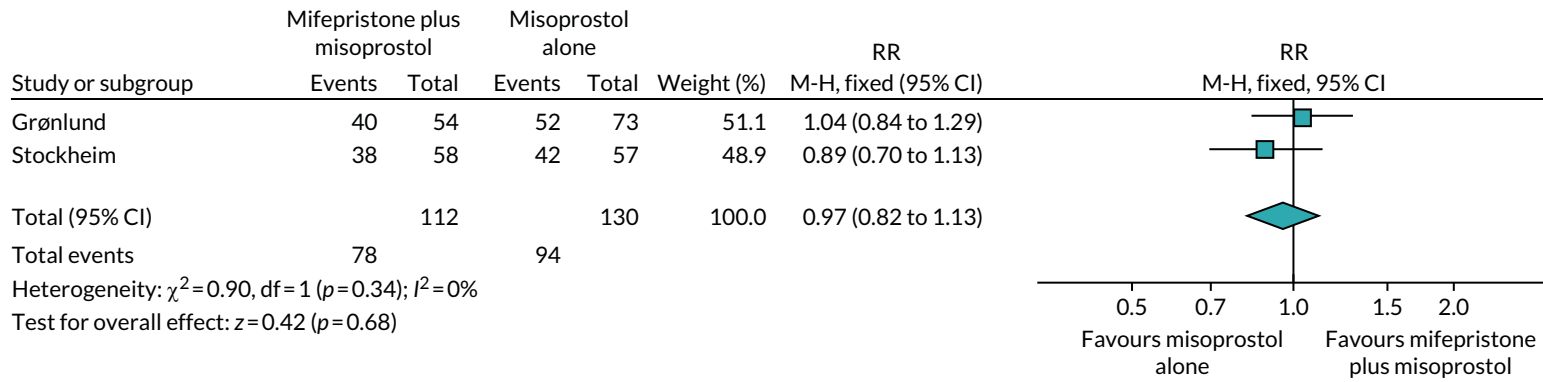 Mifepristone plus misoprostol Misoprostol alone RR RR
Study or subgroup Events Total Events Total Weight (%) M-H, fixed (95% CI) M-H, fixed, 95% CI
Grønlund 40 54 52 73 51.1 1.04 (0.84 to 1.29)
Stockheim 38 58 42 57 48.9 0.89 (0.70 to 1.13)
Total (95% CI) 112 130 100.0 0.97 (0.82 to 1.13)
Total events 78 94
Heterogeneity: χ²=0.90, df=1 (p=0.34); I²=0%
Test for overall effect: z=0.42 (p=0.68)
0.5 0.7 1.0 1.5 2.0
Favours misoprostol alone Favours mifepristone plus misoprostol